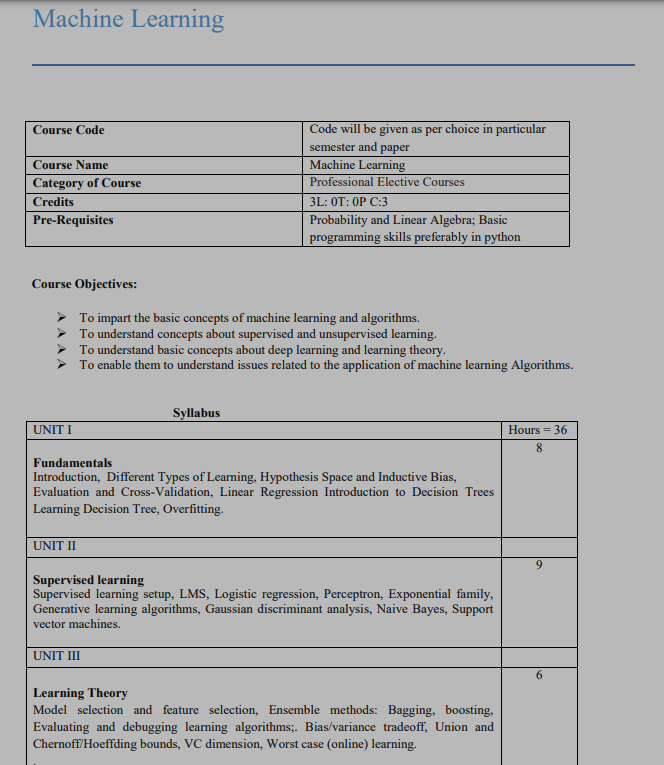 Machine Learning
Course Code
Code will be given as per choice in particular
semester and paper
Course Name
Machine Learning
Category of Course
Professional Elective Courses
Credits
3L: 0T: 0P C:3
Pre-Requisites
Probability and Linear Algebra; Basic
programming skills preferably in python
Course Objectives:
➢ To impart the basic concepts of machine learning and algorithms.
➢ To understand concepts about supervised and unsupervised learning.
➢ To understand basic concepts about deep learning and learning theory.
➢ To enable them to understand issues related to the application of machine learning Algorithms.
Syllabus
UNIT I
Hours = 36
8
Fundamentals
Introduction, Different Types of Learning, Hypothesis Space and Inductive Bias,
Evaluation and Cross-Validation, Linear Regression Introduction to Decision Trees
Learning Decision Tree, Overfitting.
UNIT II
9
Supervised learning
Supervised learning setup, LMS, Logistic regression, Perceptron, Exponential family,
Generative learning algorithms, Gaussian discriminant analysis, Naive Bayes, Support
vector machines.
UNIT III
6
Learning Theory
Model selection and feature selection, Ensemble methods: Bagging, boosting,
Evaluating and debugging learning algorithms;. Bias/variance tradeoff, Union and
Chernoff/Hoeffding bounds, VC dimension, Worst case (online) learning.